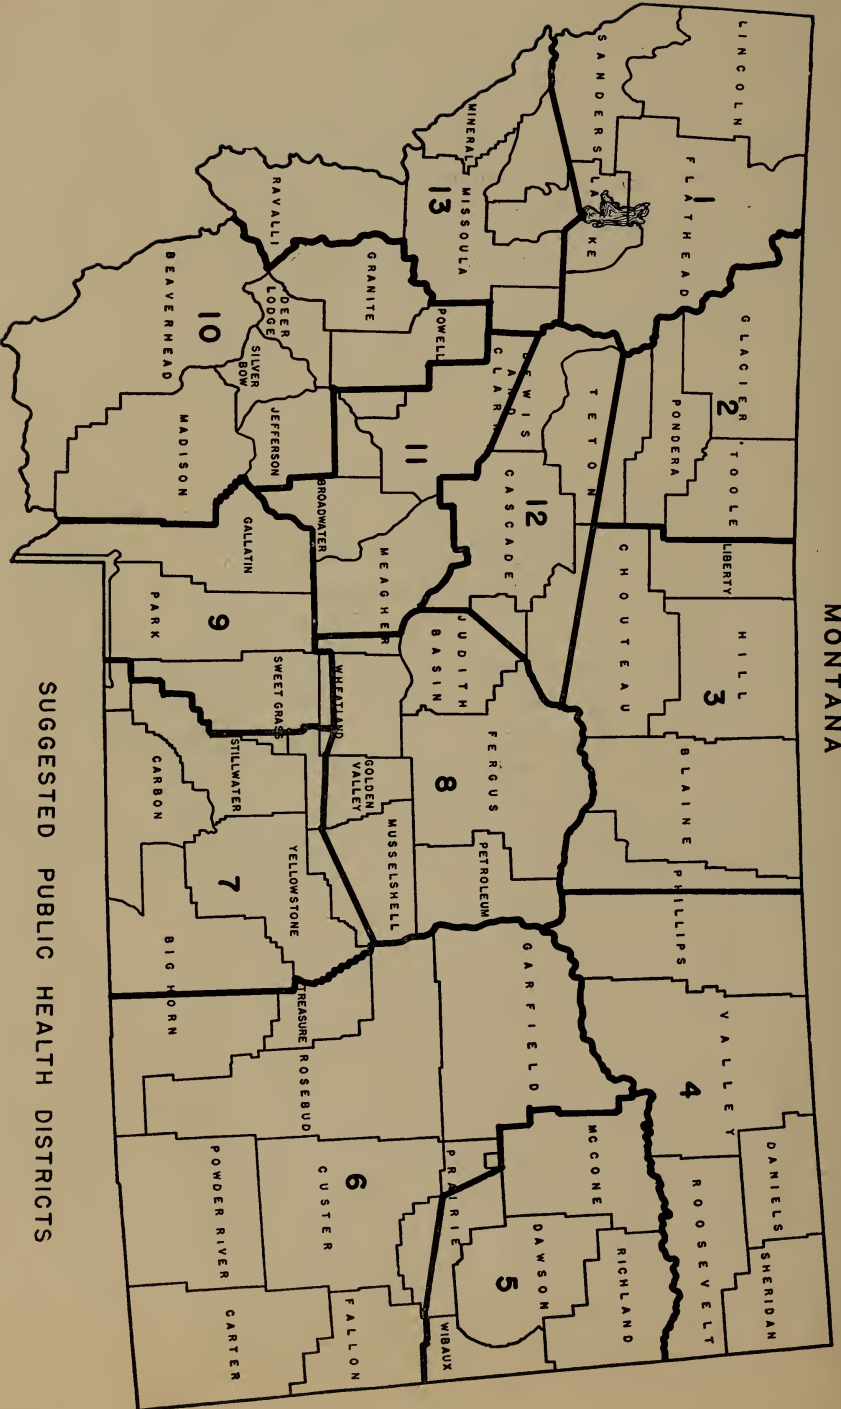 MONTANA
LINCOLN
FLATHEAD
1
SANDERS
LAKE
GLACIER
2
TOOLE
PONDERA
TETON
LIBERTY
HILL
3
CHOUTEAU
BLAINE
PHILLIPS
VALLEY
4
DANIELS
SHERIDAN
ROOSEVELT
MINERAL
MISSOULA
13
POWELL
LEWIS
AND
CLARK
12
CASCADE
JUDITH
BASIN
FERGUS
8
PETROLEUM
GARFIELD
MCCONE
RICHLAND
DAWSON
5
PRAIRIE
WIBAUX
RAVALLI
GRANITE
DEER
LODGE
SILVER
BOW
JEFFERSON
11
BROADWATER
MEAGHER
WHEATLAND
GOLDEN
VALLEY
MUSSELSHELL
BEAVERHEAD
10
MADISON
GALLATIN
PARK
9
SWEET GRASS
STILLWATER
CARBON
YELLOWSTONE
7
BIG HORN
TREASURE
ROSEBUD
CUSTER
6
POWDER RIVER
FALLON
CARTER
SUGGESTED PUBLIC HEALTH DISTRICTS